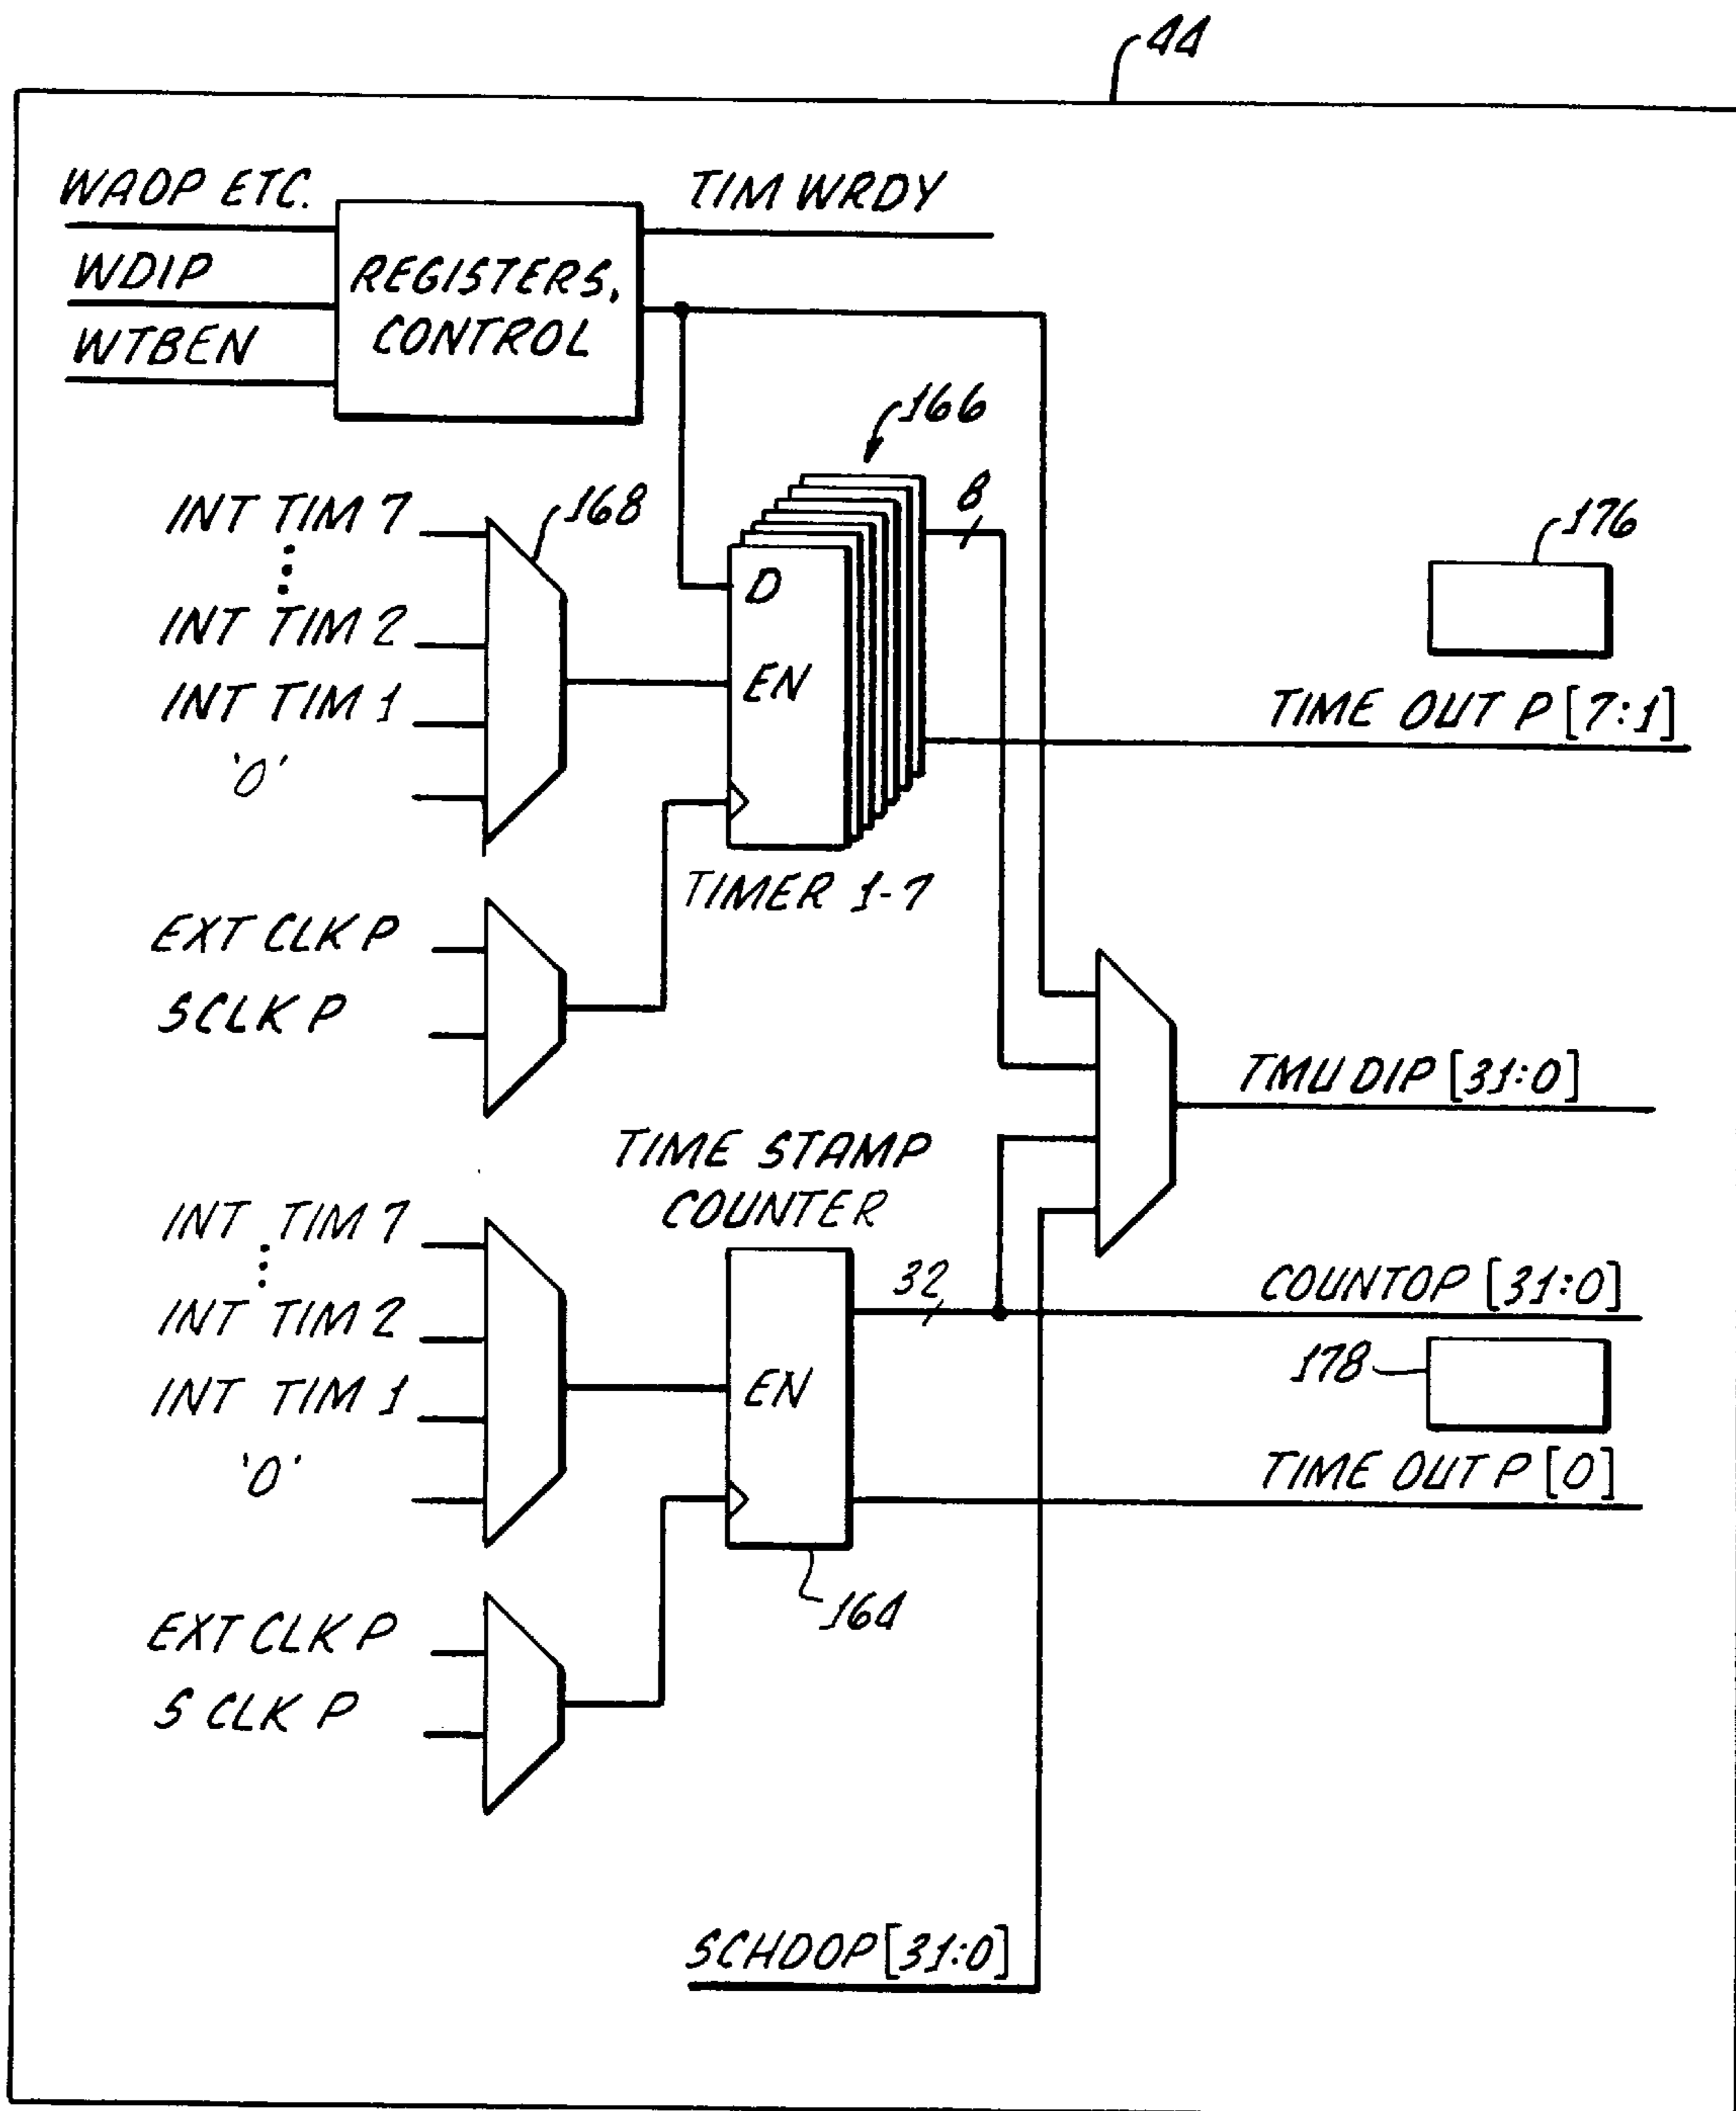 44
WADP ETC.
TIM WRDY
WDIP
WTBEN
REGISTERS,
CONTROL
166
8
INT TIM 7
168
176
D
INT TIM 2
EN
INT TIM 1
TIME OUT P [7:1]
'0'
TIMER 1-7
EXT CLK P
SCLK P
TMU DIP [31:0]
TIME STAMP
COUNTER
INT TIM 7
32
COUNTOP [31:0]
INT TIM 2
178
EN
INT TIM 1
'0'
TIME OUT P [0]
164
EXT CLK P
S CLK P
SCHDOP [31:0]